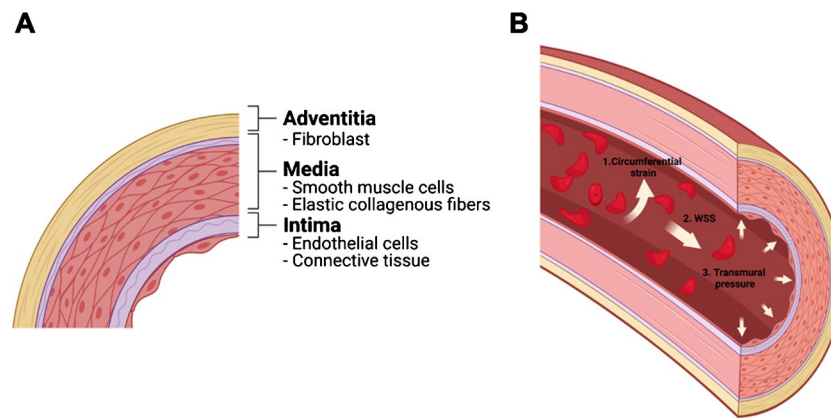 A
Adventitia
- Fibroblast
Media
- Smooth muscle cells
- Elastic collagenous fibers
Intima
- Endothelial cells
- Connective tissue
B
1.Circumferential
strain
2. WSS
3. Transmural
pressure